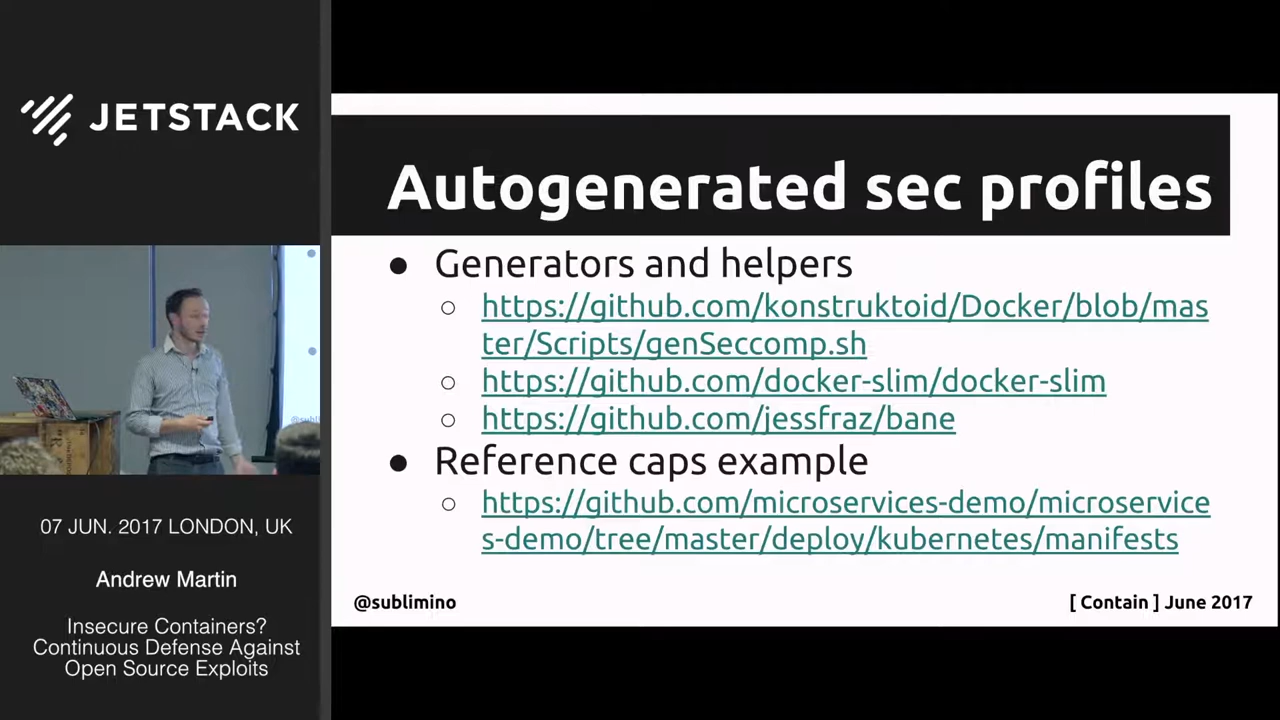 JETSTACK
07 JUN. 2017 LONDON, UK
Andrew Martin
Insecure Containers?
Continuous Defense Against
Open Source Exploits
Autogenerated sec profiles
● Generators and helpers
○ https://github.com/konstruktoid/Docker/blob/mas
ter/Scripts/genSeccomp.sh
○ https://github.com/docker-slim/docker-slim
○ https://github.com/jessfraz/bane
● Reference caps example
○ https://github.com/microservices-demo/microservice
s-demo/tree/master/deploy/kubernetes/manifests
@sublimino
[ Contain ] June 2017